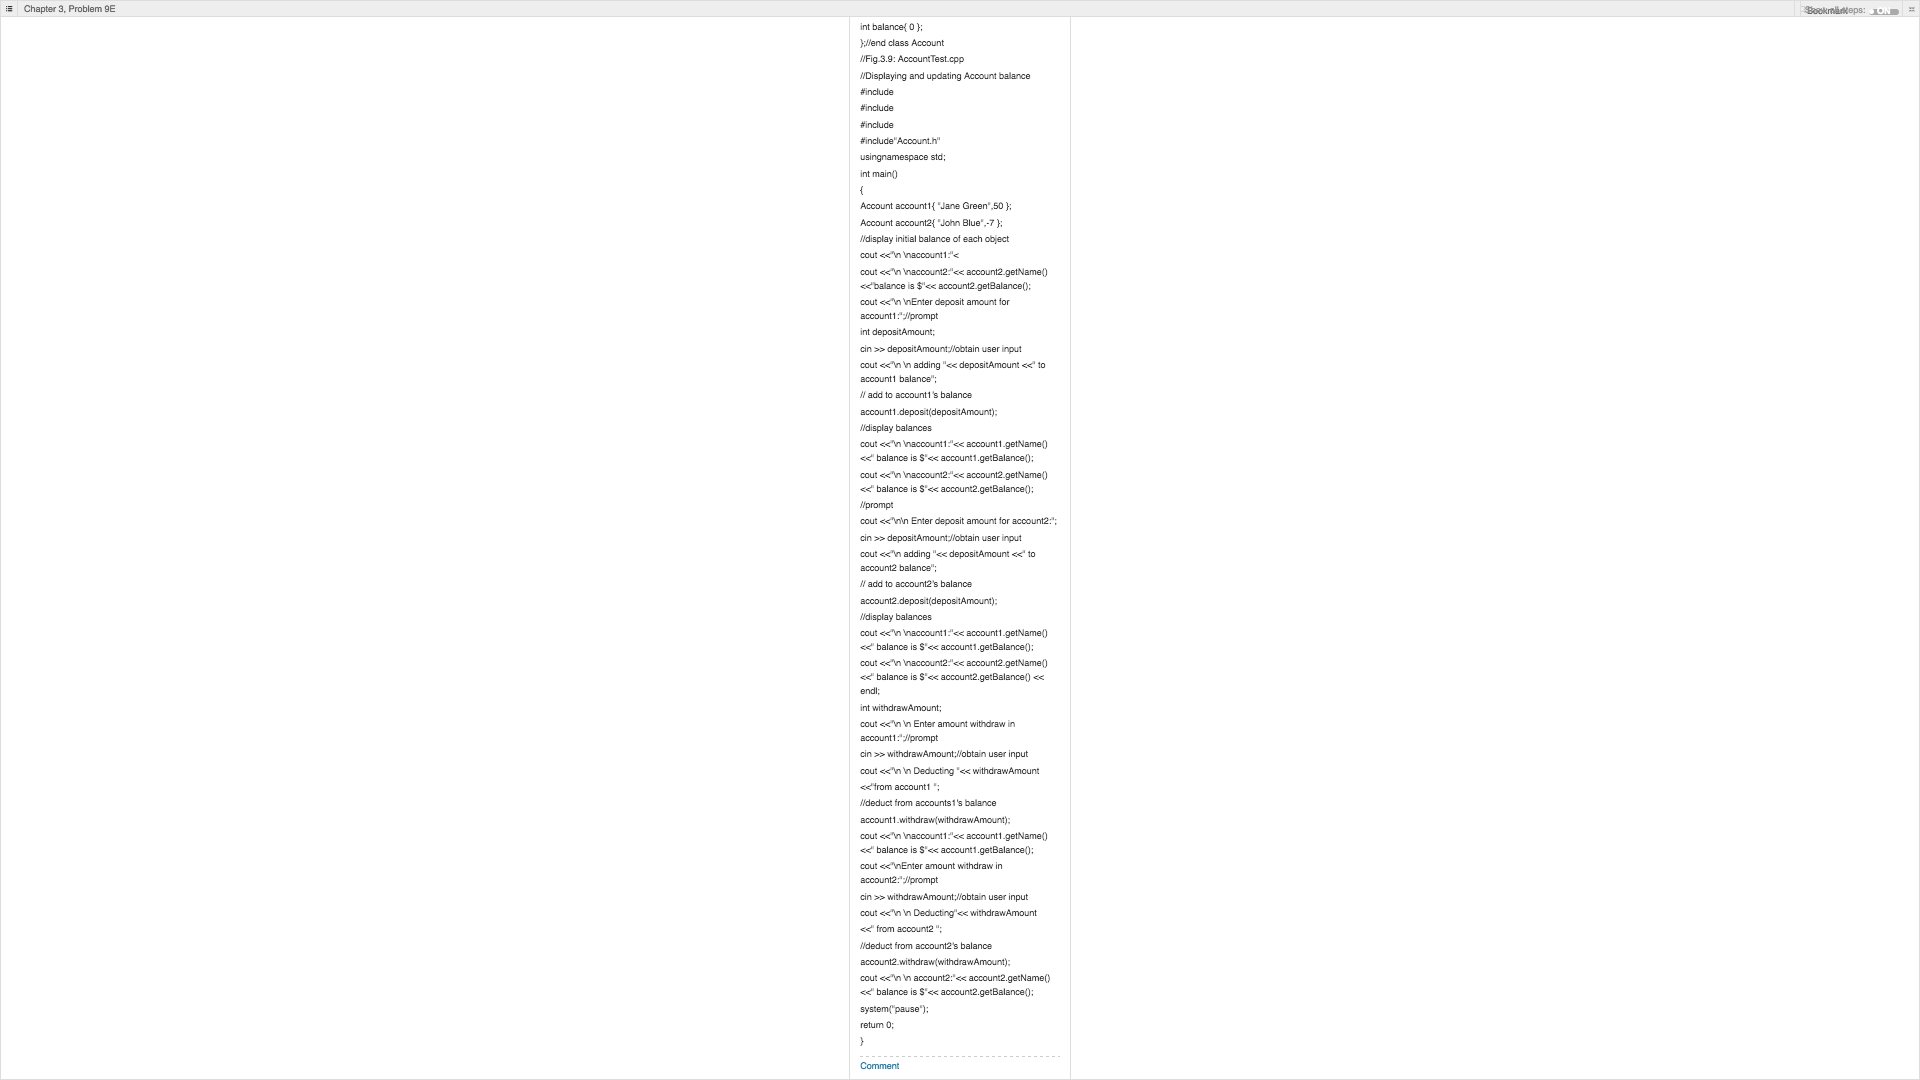 Chapter 3, Problem 9E
Bookmark
steps:
int balance{ 0 };
};//end class Account
//Fig.3.9: AccountTest.cpp
//Displaying and updating Account balance
#include
#include
#include
#include"Account.h"
usingnamespace std;
int main()
{
Account account1{ "Jane Green",50 };
Account account2{ "John Blue",-7 };
//display initial balance of each object
cout <<"\n \naccount1:"<
cout <<"\n \naccount2:"<< account2.getName()
<<"balance is $"<< account2.getBalance();
cout <<"\n \nEnter deposit amount for
account1:";//prompt
int depositAmount;
cin >> depositAmount;//obtain user input
cout <<"\n \n adding "<< depositAmount <<" to
account1 balance";
// add to account1's balance
account1.deposit(depositAmount);
//display balances
cout <<"\n \naccount1:"<< account1.getName()
<<" balance is $"<< account1.getBalance();
cout <<"\n \naccount2:"<< account2.getName()
<<" balance is $"<< account2.getBalance();
//prompt
cout <<"\n\n Enter deposit amount for account2:";
cin >> depositAmount;//obtain user input
cout <<"\n adding "<< depositAmount <<" to
account2 balance";
// add to account2's balance
account2.deposit(depositAmount);
//display balances
cout <<"\n \naccount1:"<< account1.getName()
<<" balance is $"<< account1.getBalance();
cout <<"\n \naccount2:"<< account2.getName()
<<" balance is $"<< account2.getBalance() <<
endl;
int withdrawAmount;
cout <<"\n \n Enter amount withdraw in
account1:";//prompt
cin >> withdrawAmount;//obtain user input
cout <<"\n \n Deducting "<< withdrawAmount
<<"from account1 ";
//deduct from accounts1's balance
account1.withdraw(withdrawAmount);
cout <<"\n \naccount1:"<< account1.getName()
<<" balance is $"<< account1.getBalance();
cout <<"\nEnter amount withdraw in
account2:";//prompt
cin >> withdrawAmount;//obtain user input
cout <<"\n \n Deducting"<< withdrawAmount
<<" from account2 ";
//deduct from account2's balance
account2.withdraw(withdrawAmount);
cout <<"\n \n account2:"<< account2.getName()
<<" balance is $"<< account2.getBalance();
system("pause");
return 0;
}
Comment